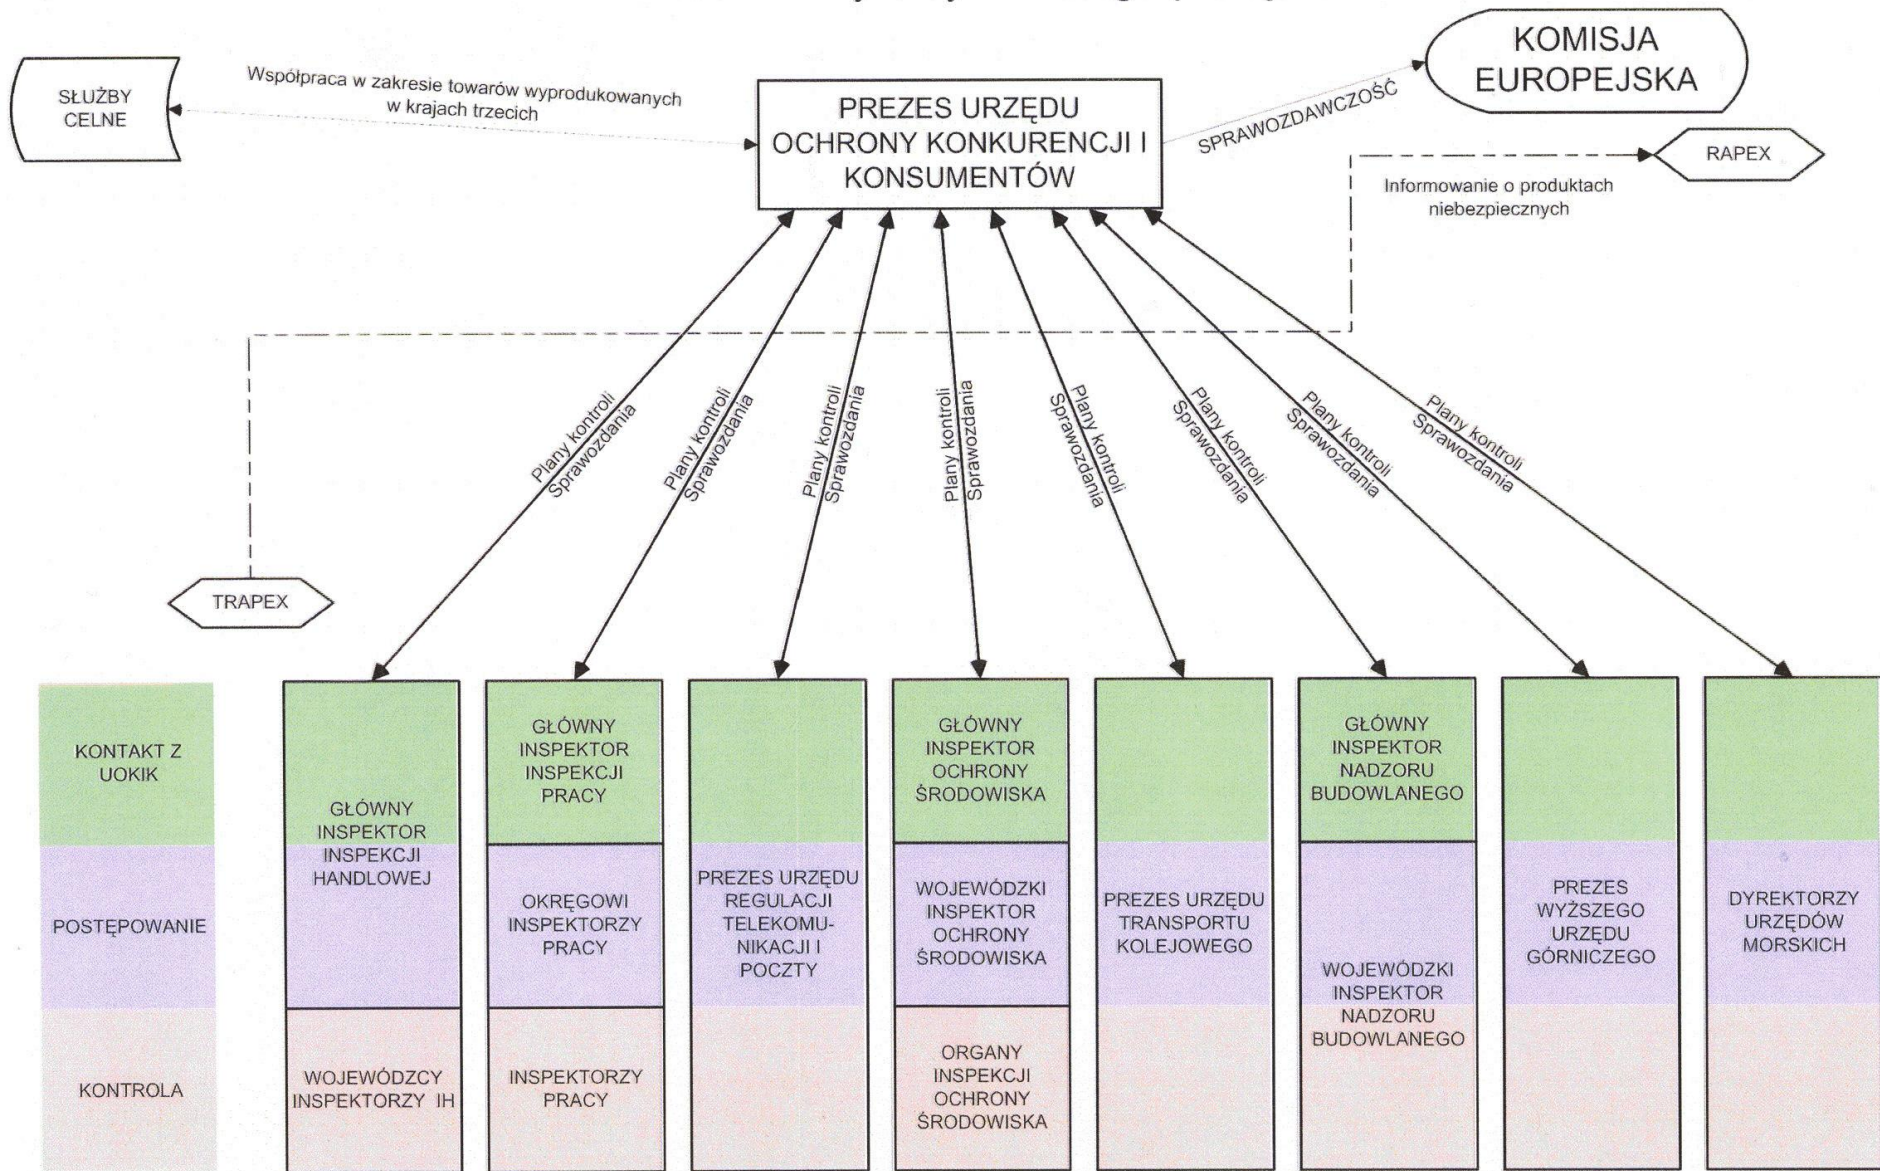 SŁUŻBY
CELNE
Współpraca w zakresie towarów wyprodukowanych
w krajach trzecich
PREZES URZĘDU
OCHRONY KONKURENCJI I
KONSUMENTÓW
SPRAWOZDAWCZOŚĆ
KOMISJA
EUROPEJSKA
RAPEX
Informowanie o produktach
niebezpiecznych
Plany kontroli
Sprawozdania
Plany kontroli
Sprawozdania
Plany kontroli
Sprawozdania
Plany kontroli
Sprawozdania
Plany kontroli
Sprawozdania
Plany kontroli
Sprawozdania
Plany kontroli
Sprawozdania
Plany kontroli
Sprawozdania
TRAPEX
KONTAKT Z
UOKIK
POSTĘPOWANIE
KONTROLA
GŁÓWNY
INSPEKTOR
INSPEKCJI
HANDLOWEJ
WOJEWÓDZCY
INSPEKTORZY IH
GŁÓWNY
INSPEKTOR
INSPEKCJI
PRACY
OKRĘGOWI
INSPEKTORZY
PRACY
INSPEKTORZY
PRACY
PREZES URZĘDU
REGULACJI
TELEKOMU-
NIKACJI I
POCZTY
GŁÓWNY
INSPEKTOR
OCHRONY
ŚRODOWISKA
WOJEWÓDZKI
INSPEKTOR
OCHRONY
ŚRODOWISKA
ORGANY
INSPEKCJI
OCHRONY
ŚRODOWISKA
PREZES URZĘDU
TRANSPORTU
KOLEJOWEGO
GŁÓWNY
INSPEKTOR
NADZORU
BUDOWLANEGO
WOJEWÓDZKI
INSPEKTOR
NADZORU
BUDOWLANEGO
PREZES
WYŻSZEGO
URZĘDU
GÓRNICZEGO
DYREKTORZY
URZĘDÓW
MORSKICH